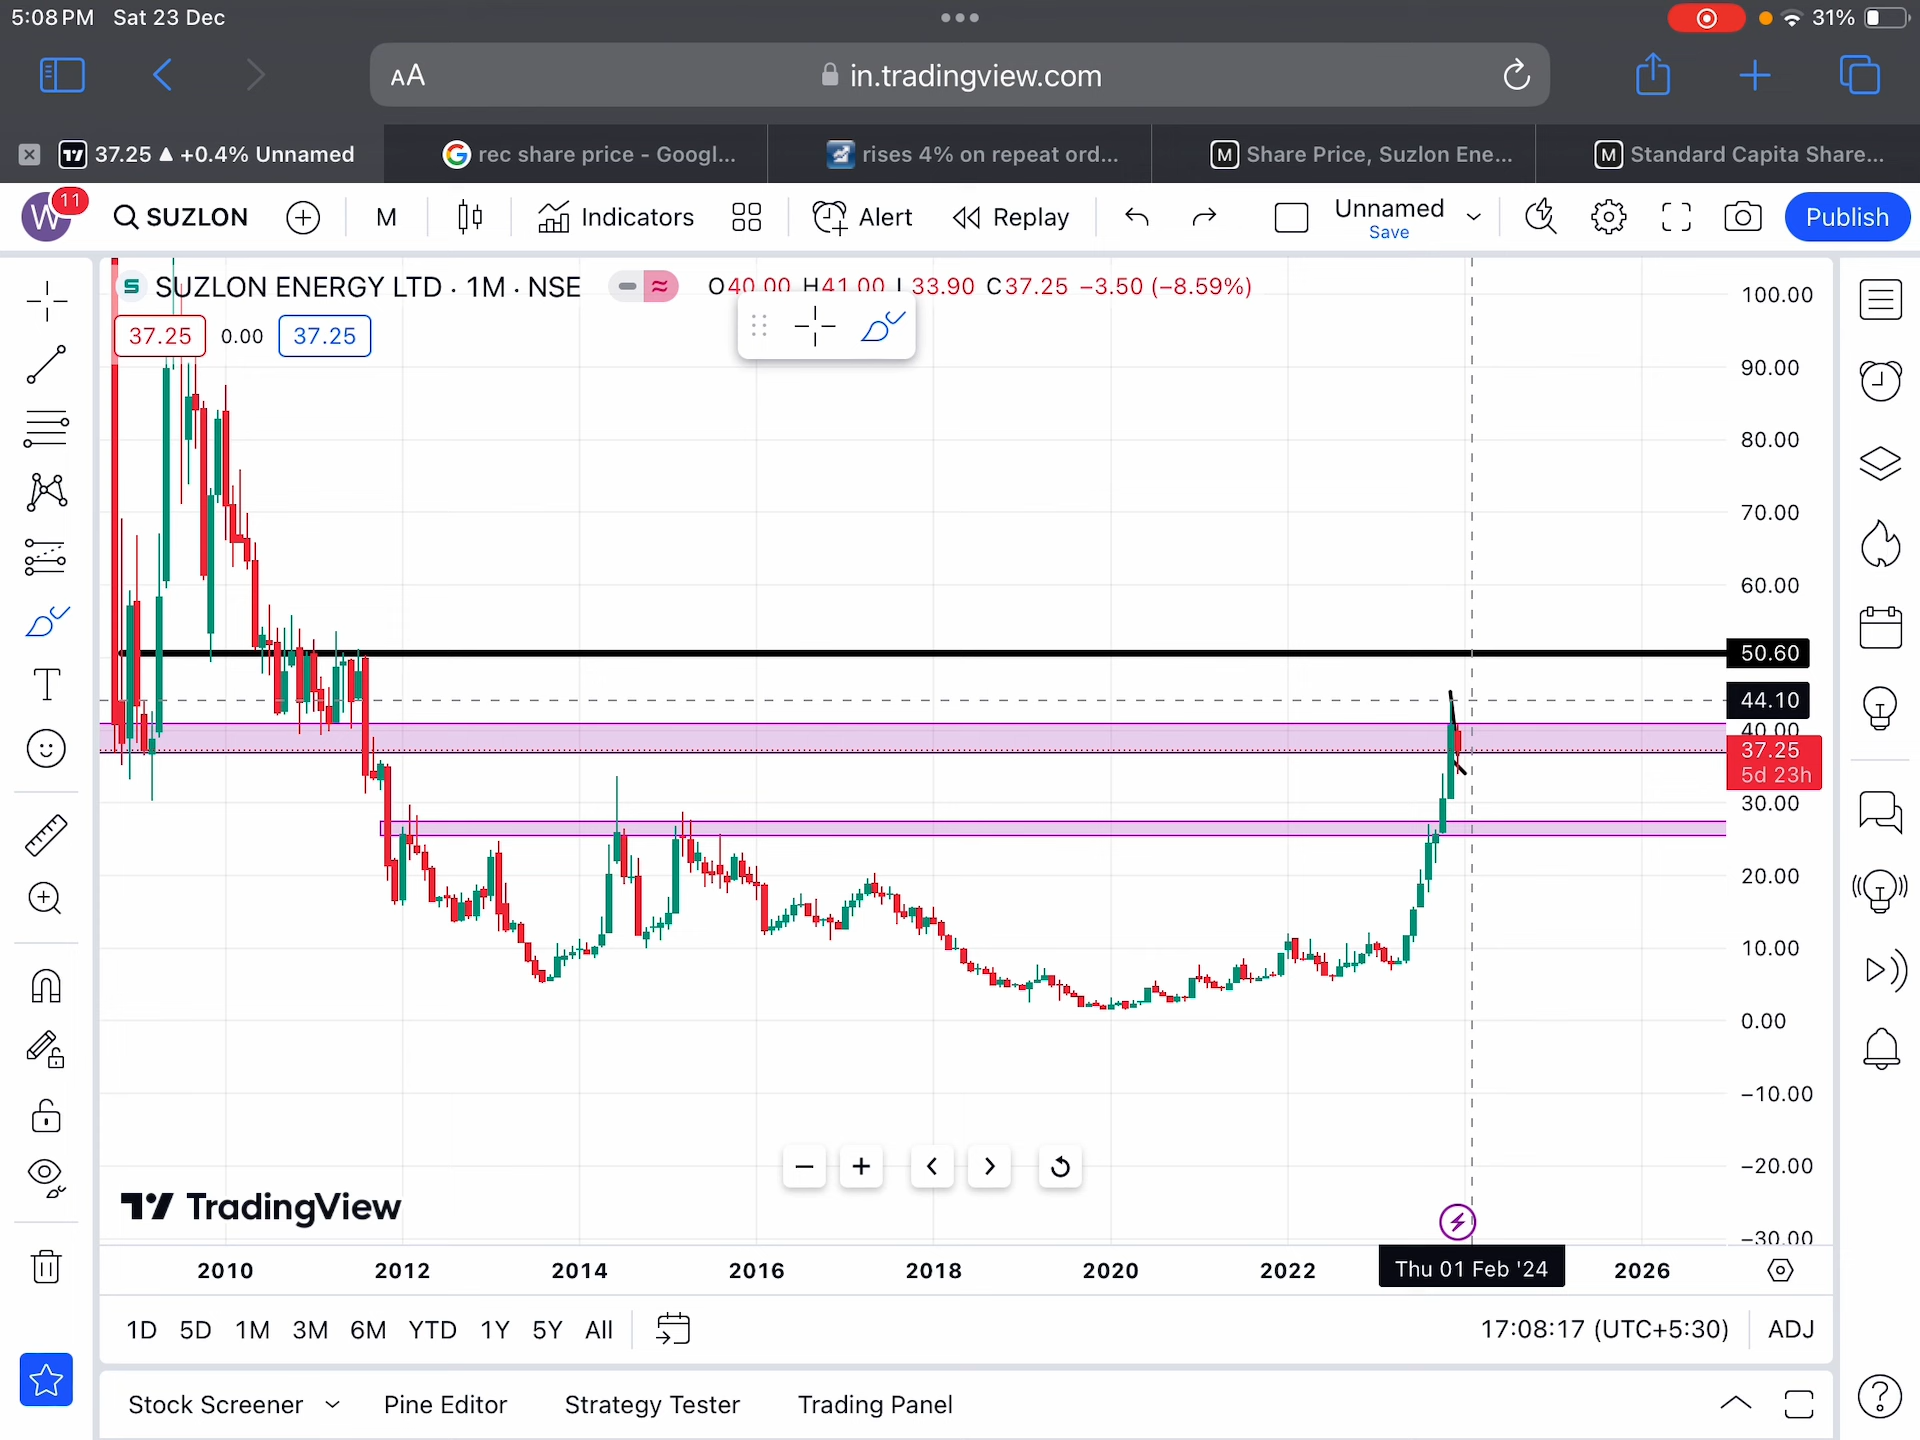 5:08 PM Sat 23 Dec
31%
AA
in.tradingview.com
37.25 ▲ +0.4% Unnamed
rec share price - Googl...
rises 4% on repeat ord...
M Share Price, Suzlon Ene...
M Standard Capita Share...
W 11
SUZLON
M
Indicators
Alert
Replay
Unnamed
Save
Publish
SUZLON ENERGY LTD · 1M · NSE
O40.00 H41.00 L33.90 C37.25 −3.50 (−8.59%)
37.25 0.00 37.25
100.00
90.00
80.00
70.00
60.00
50.60
44.10
40.00
37.25
5d 23h
30.00
20.00
10.00
0.00
−10.00
−20.00
−30.00
TradingView
2010 2012 2014 2016 2018 2020 2022 Thu 01 Feb '24 2026
1D 5D 1M 3M 6M YTD 1Y 5Y All
17:08:17 (UTC+5:30) ADJ
Stock Screener Pine Editor Strategy Tester Trading Panel